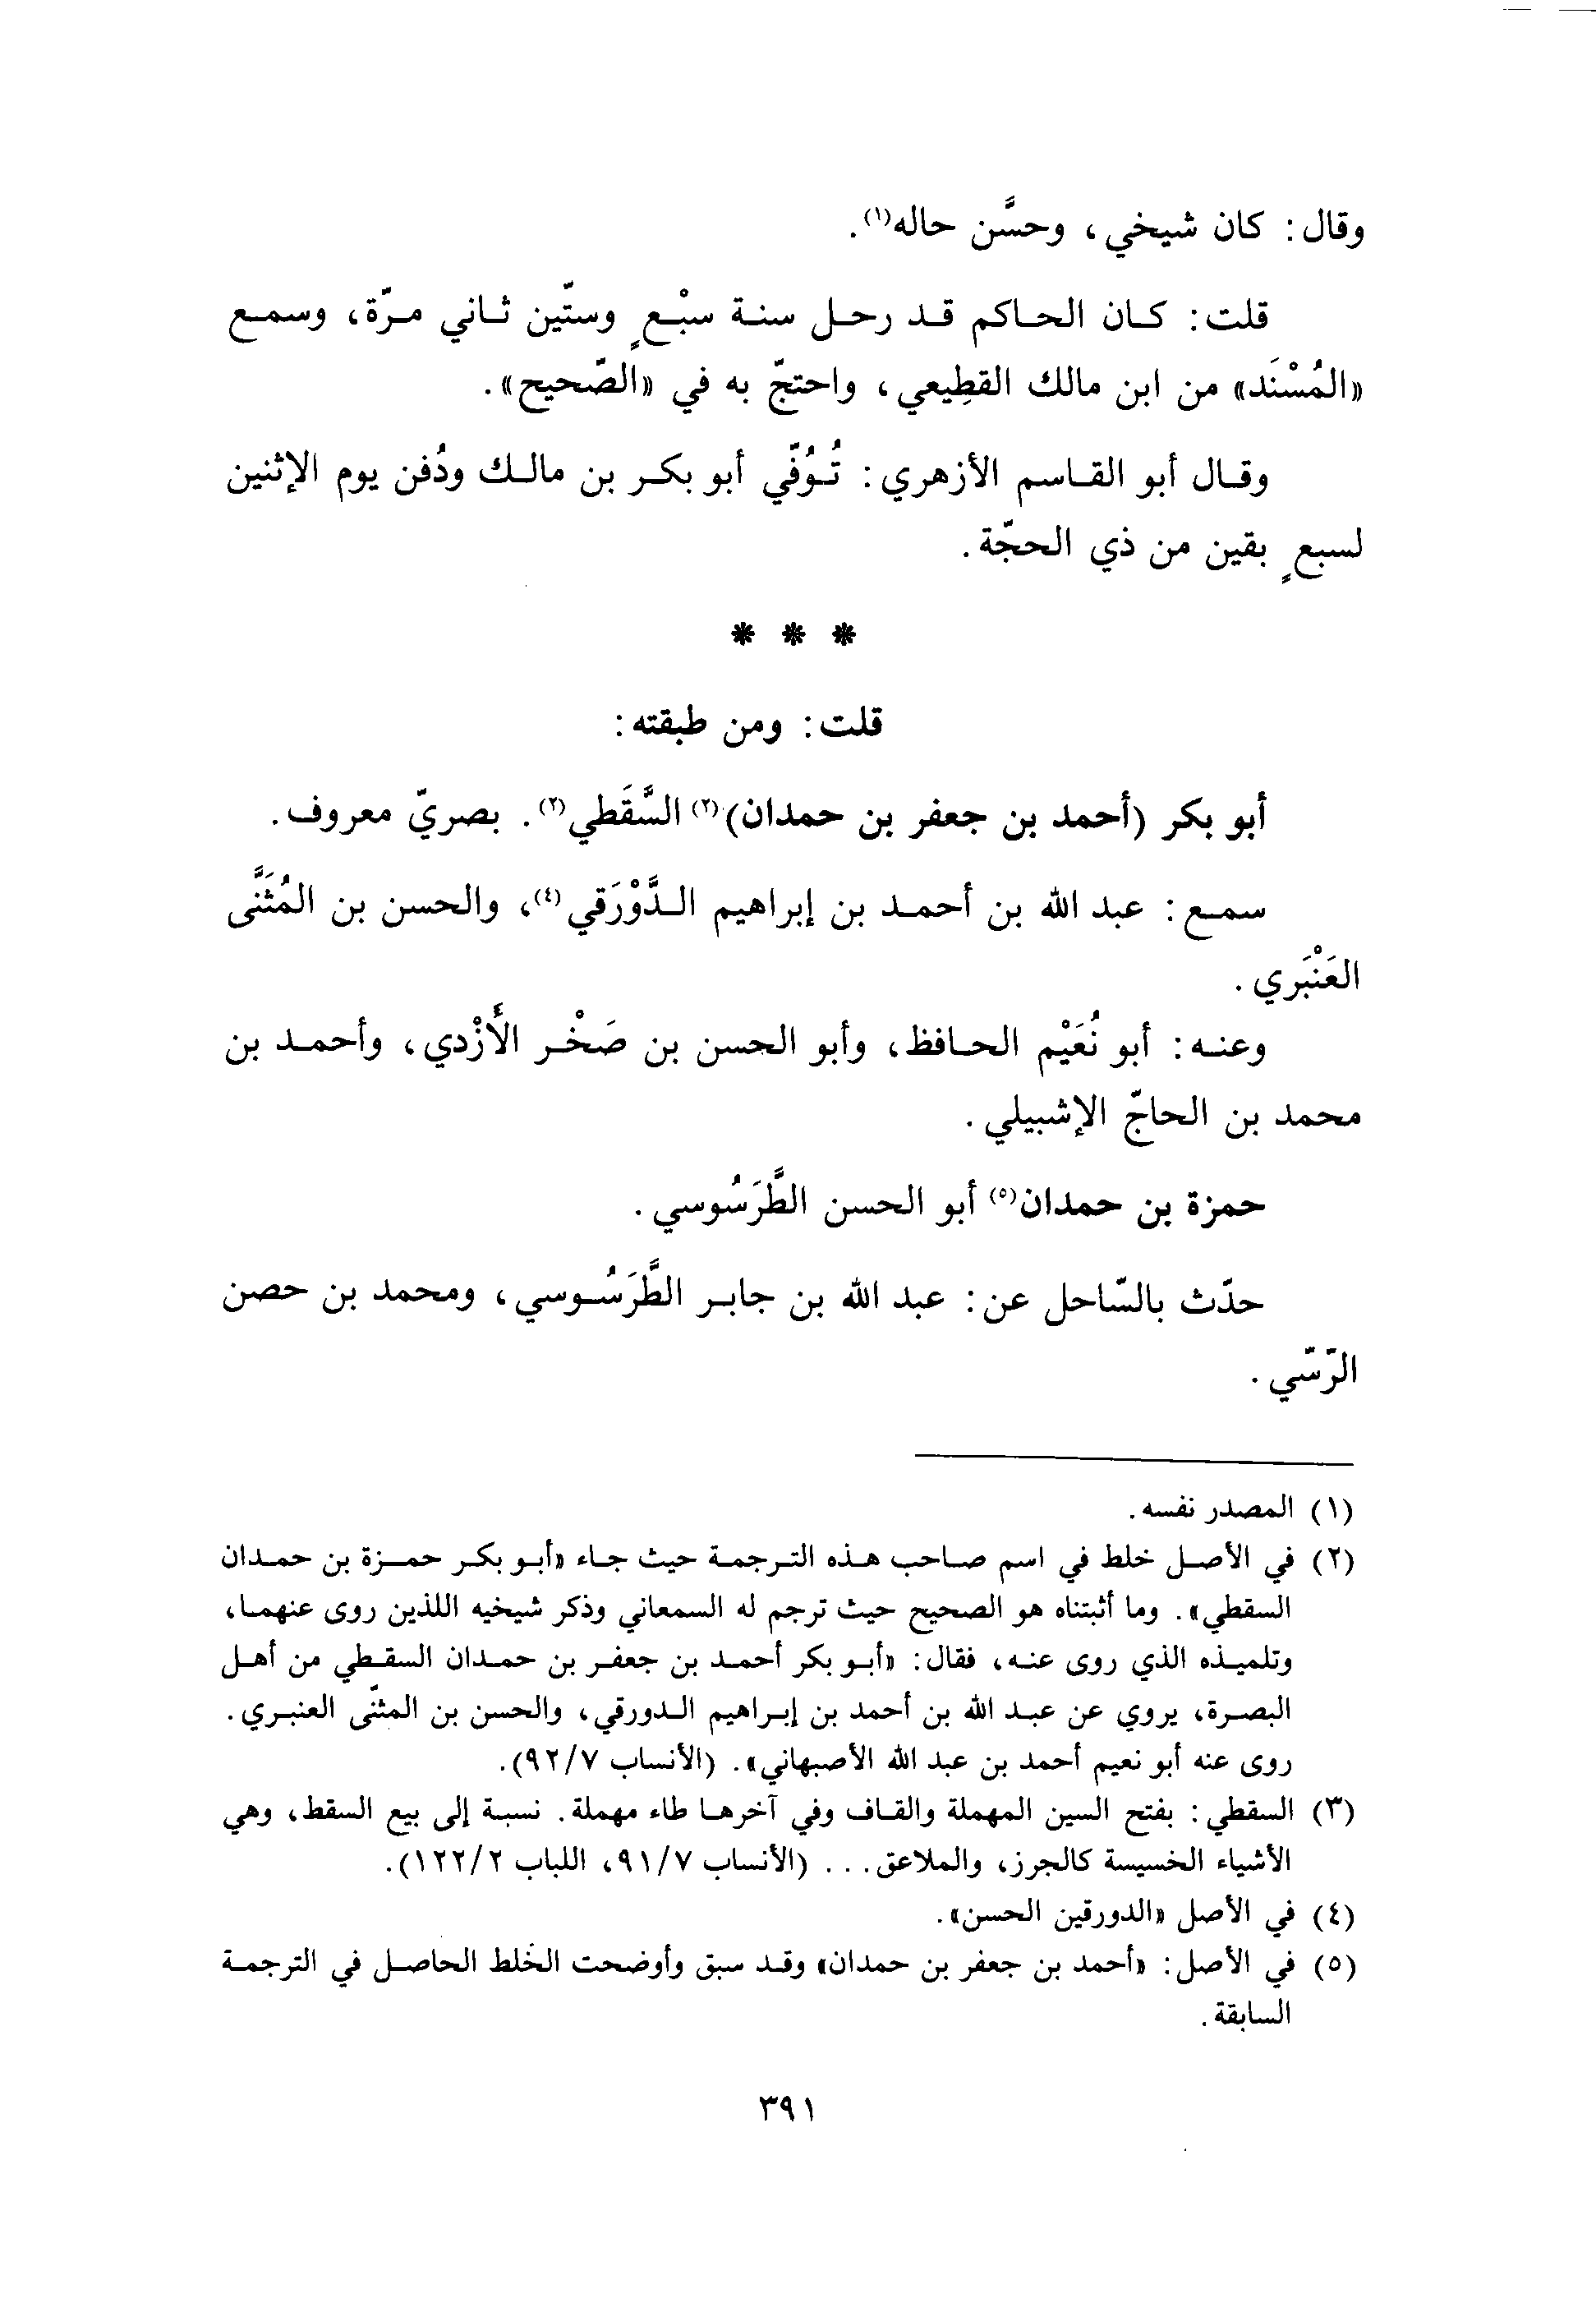 وقال: كان شيخي، وحسَّن حاله(١).
قلت: كان الحاكم قد رحل سنة سبْعٍ وستّين ثاني مرّة، وسمع
«المُسْنَد» من ابن مالك القطِيعي، واحتجّ به في «الصّحيح».
وقال أبو القاسم الأزهري: تُوُفّي أبو بكر بن مالك ودُفن يوم الإثنين
لسبعٍ بقين من ذي الحجّة.
* * *
قلت: ومن طبقته:
أبو بكر (أحمد بن جعفر بن حمدان)(٢) السَّقَطي(٣). بصريّ معروف.
سمع: عبد الله بن أحمد بن إبراهيم الدَّوْرَقي(٤)، والحسن بن المُثَنَّى
العَنْبَري.
وعنه: أبو نُعَيْم الحافظ، وأبو الحسن بن صَخْر الأَزْدي، وأحمد بن
محمد بن الحاجّ الإشبيلي.
حمزة بن حمدان(٥) أبو الحسن الطَّرَسُوسي.
حدّث بالسّاحل عن: عبد الله بن جابر الطَّرَسُوسي، ومحمد بن حصن
الرّسّي.
(١) المصدر نفسه.
(٢) في الأصل خلط في اسم صاحب هذه الترجمة حيث جاء «أبو بكر حمزة بن حمدان
السقطي». وما أثبتناه هو الصحيح حيث ترجم له السمعاني وذكر شيخيه اللذين روى عنهما،
وتلميذه الذي روى عنه، فقال: «أبو بكر أحمد بن جعفر بن حمدان السقطي من أهل
البصرة، يروي عن عبد الله بن أحمد بن إبراهيم الدورقي، والحسن بن المثنّى العنبري.
روى عنه أبو نعيم أحمد بن عبد الله الأصبهاني». (الأنساب ٩٢/٧).
(٣) السقطي: بفتح السين المهملة والقاف وفي آخرها طاء مهملة. نسبة إلى بيع السقط، وهي
الأشياء الخسيسة كالجرز، والملاعق... (الأنساب ٩١/٧، اللباب ١٢٢/٢).
(٤) في الأصل «الدورقين الحسن».
(٥) في الأصل: «أحمد بن جعفر بن حمدان» وقد سبق وأوضحت الخلط الحاصل في الترجمة
السابقة.
٣٩١